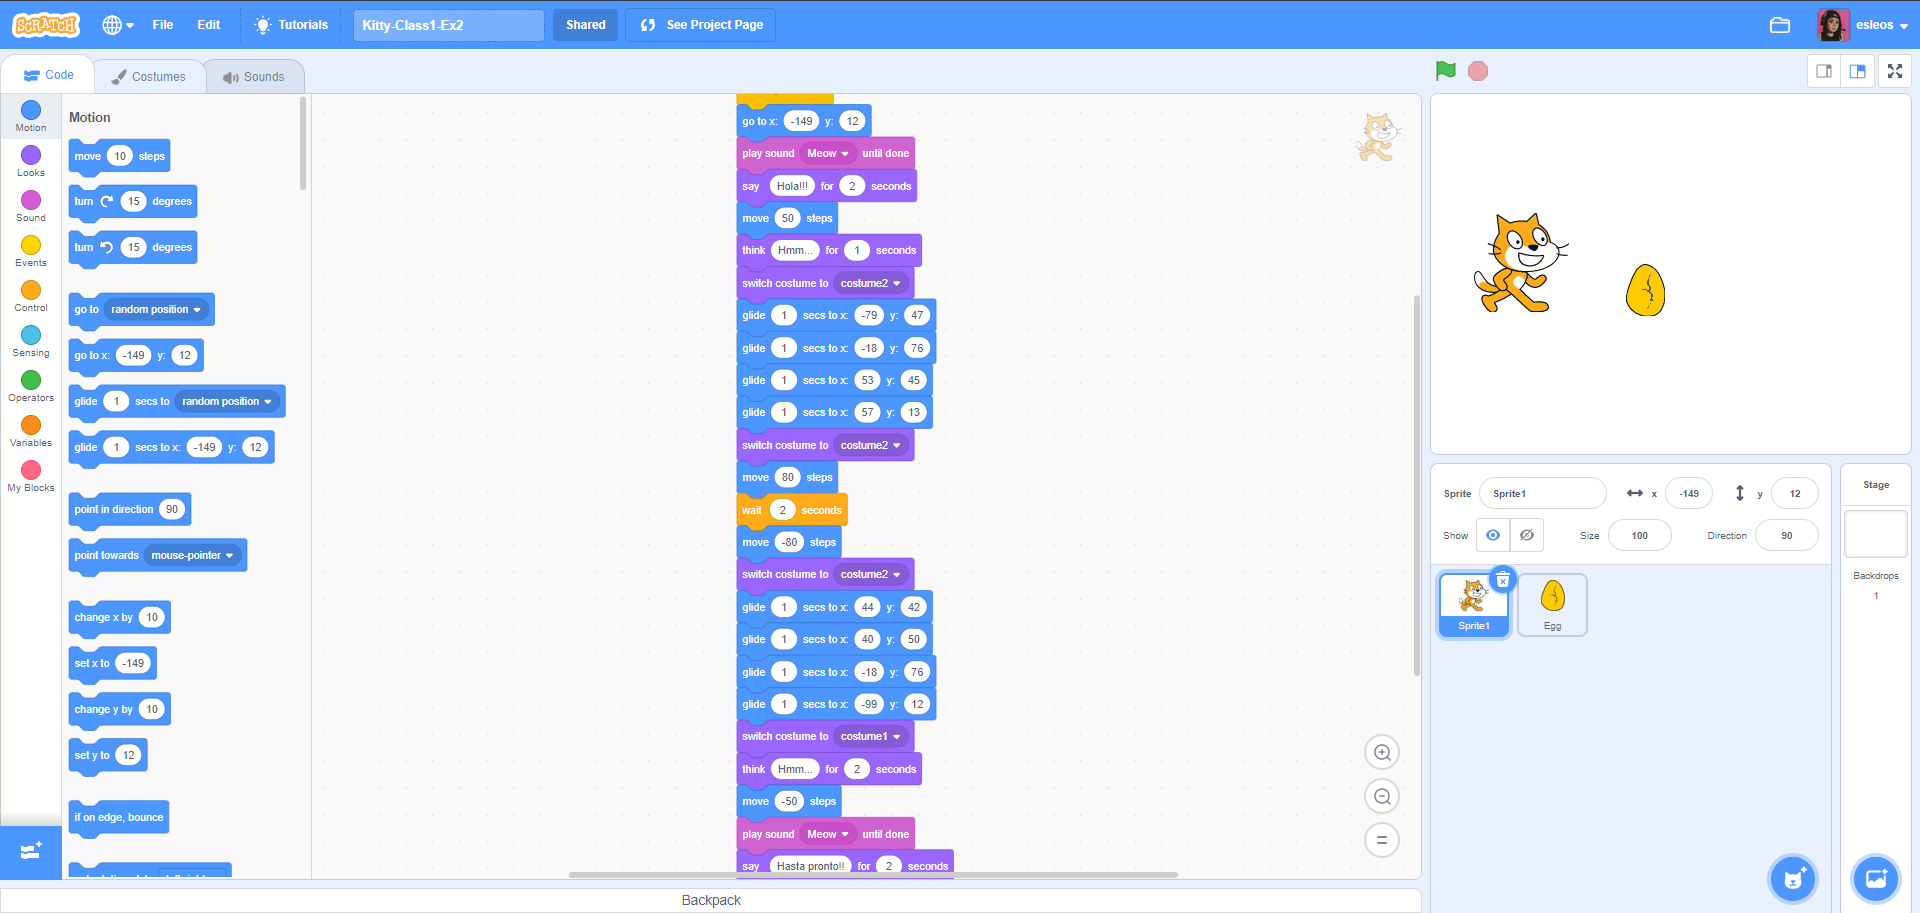 SCRATCH File Edit Tutorials Kitty-Class1-Ex2 Shared See Project Page esleos
Code Costumes Sounds
Motion
Looks
Sound
Events
Control
Sensing
Operators
Variables
My Blocks
Motion
move 10 steps
turn 15 degrees
turn 15 degrees
go to random position
go to x: -149 y: 12
glide 1 secs to random position
glide 1 secs to x: -149 y: 12
point in direction 90
point towards mouse-pointer
change x by 10
set x to -149
change y by 10
set y to 12
if on edge, bounce
go to x: -149 y: 12
play sound Meow until done
say Hola!!! for 2 seconds
move 50 steps
think Hmm... for 1 seconds
switch costume to costume2
glide 1 secs to x: -79 y: 47
glide 1 secs to x: -18 y: 76
glide 1 secs to x: 53 y: 45
glide 1 secs to x: 57 y: 13
switch costume to costume2
move 80 steps
wait 2 seconds
move -80 steps
switch costume to costume2
glide 1 secs to x: 44 y: 42
glide 1 secs to x: 40 y: 50
glide 1 secs to x: -18 y: 76
glide 1 secs to x: -99 y: 12
switch costume to costume1
think Hmm... for 2 seconds
move -50 steps
play sound Meow until done
say Hasta pronto!! for 2 seconds
Backpack
Sprite Sprite1 x -149 y 12
Show Size 100 Direction 90
Sprite1
Egg
Stage
Backdrops
1